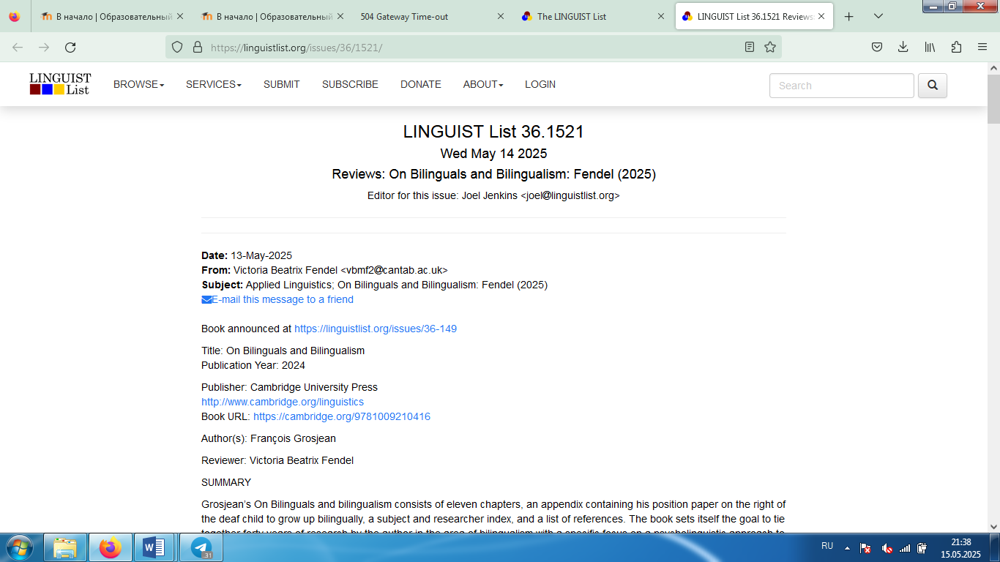 В начало | Образовательный
В начало | Образовательный
504 Gateway Time-out
The LINGUIST List
LINGUIST List 36.1521 Reviews:
https://linguistlist.org/issues/36/1521/
LINGUIST
List
BROWSE
SERVICES
SUBMIT
SUBSCRIBE
DONATE
ABOUT
LOGIN
Search
LINGUIST List 36.1521
Wed May 14 2025
Reviews: On Bilinguals and Bilingualism: Fendel (2025)
Editor for this issue: Joel Jenkins <joel@linguistlist.org>
Date: 13-May-2025
From: Victoria Beatrix Fendel <vbmf2@cantab.ac.uk>
Subject: Applied Linguistics; On Bilinguals and Bilingualism: Fendel (2025)
E-mail this message to a friend
Book announced at https://linguistlist.org/issues/36-149
Title: On Bilinguals and Bilingualism
Publication Year: 2024
Publisher: Cambridge University Press
http://www.cambridge.org/linguistics
Book URL: https://cambridge.org/9781009210416
Author(s): François Grosjean
Reviewer: Victoria Beatrix Fendel
SUMMARY
Grosjean's On Bilinguals and bilingualism consists of eleven chapters, an appendix containing his position paper on the right of
the deaf child to grow up bilingually, a subject and researcher index, and a list of references. The book sets itself the goal to tie
together forty years of research by the author in the area of bilingualism with a specific focus on a psycholinguistic approach to
31
RU
21:38
15.05.2025